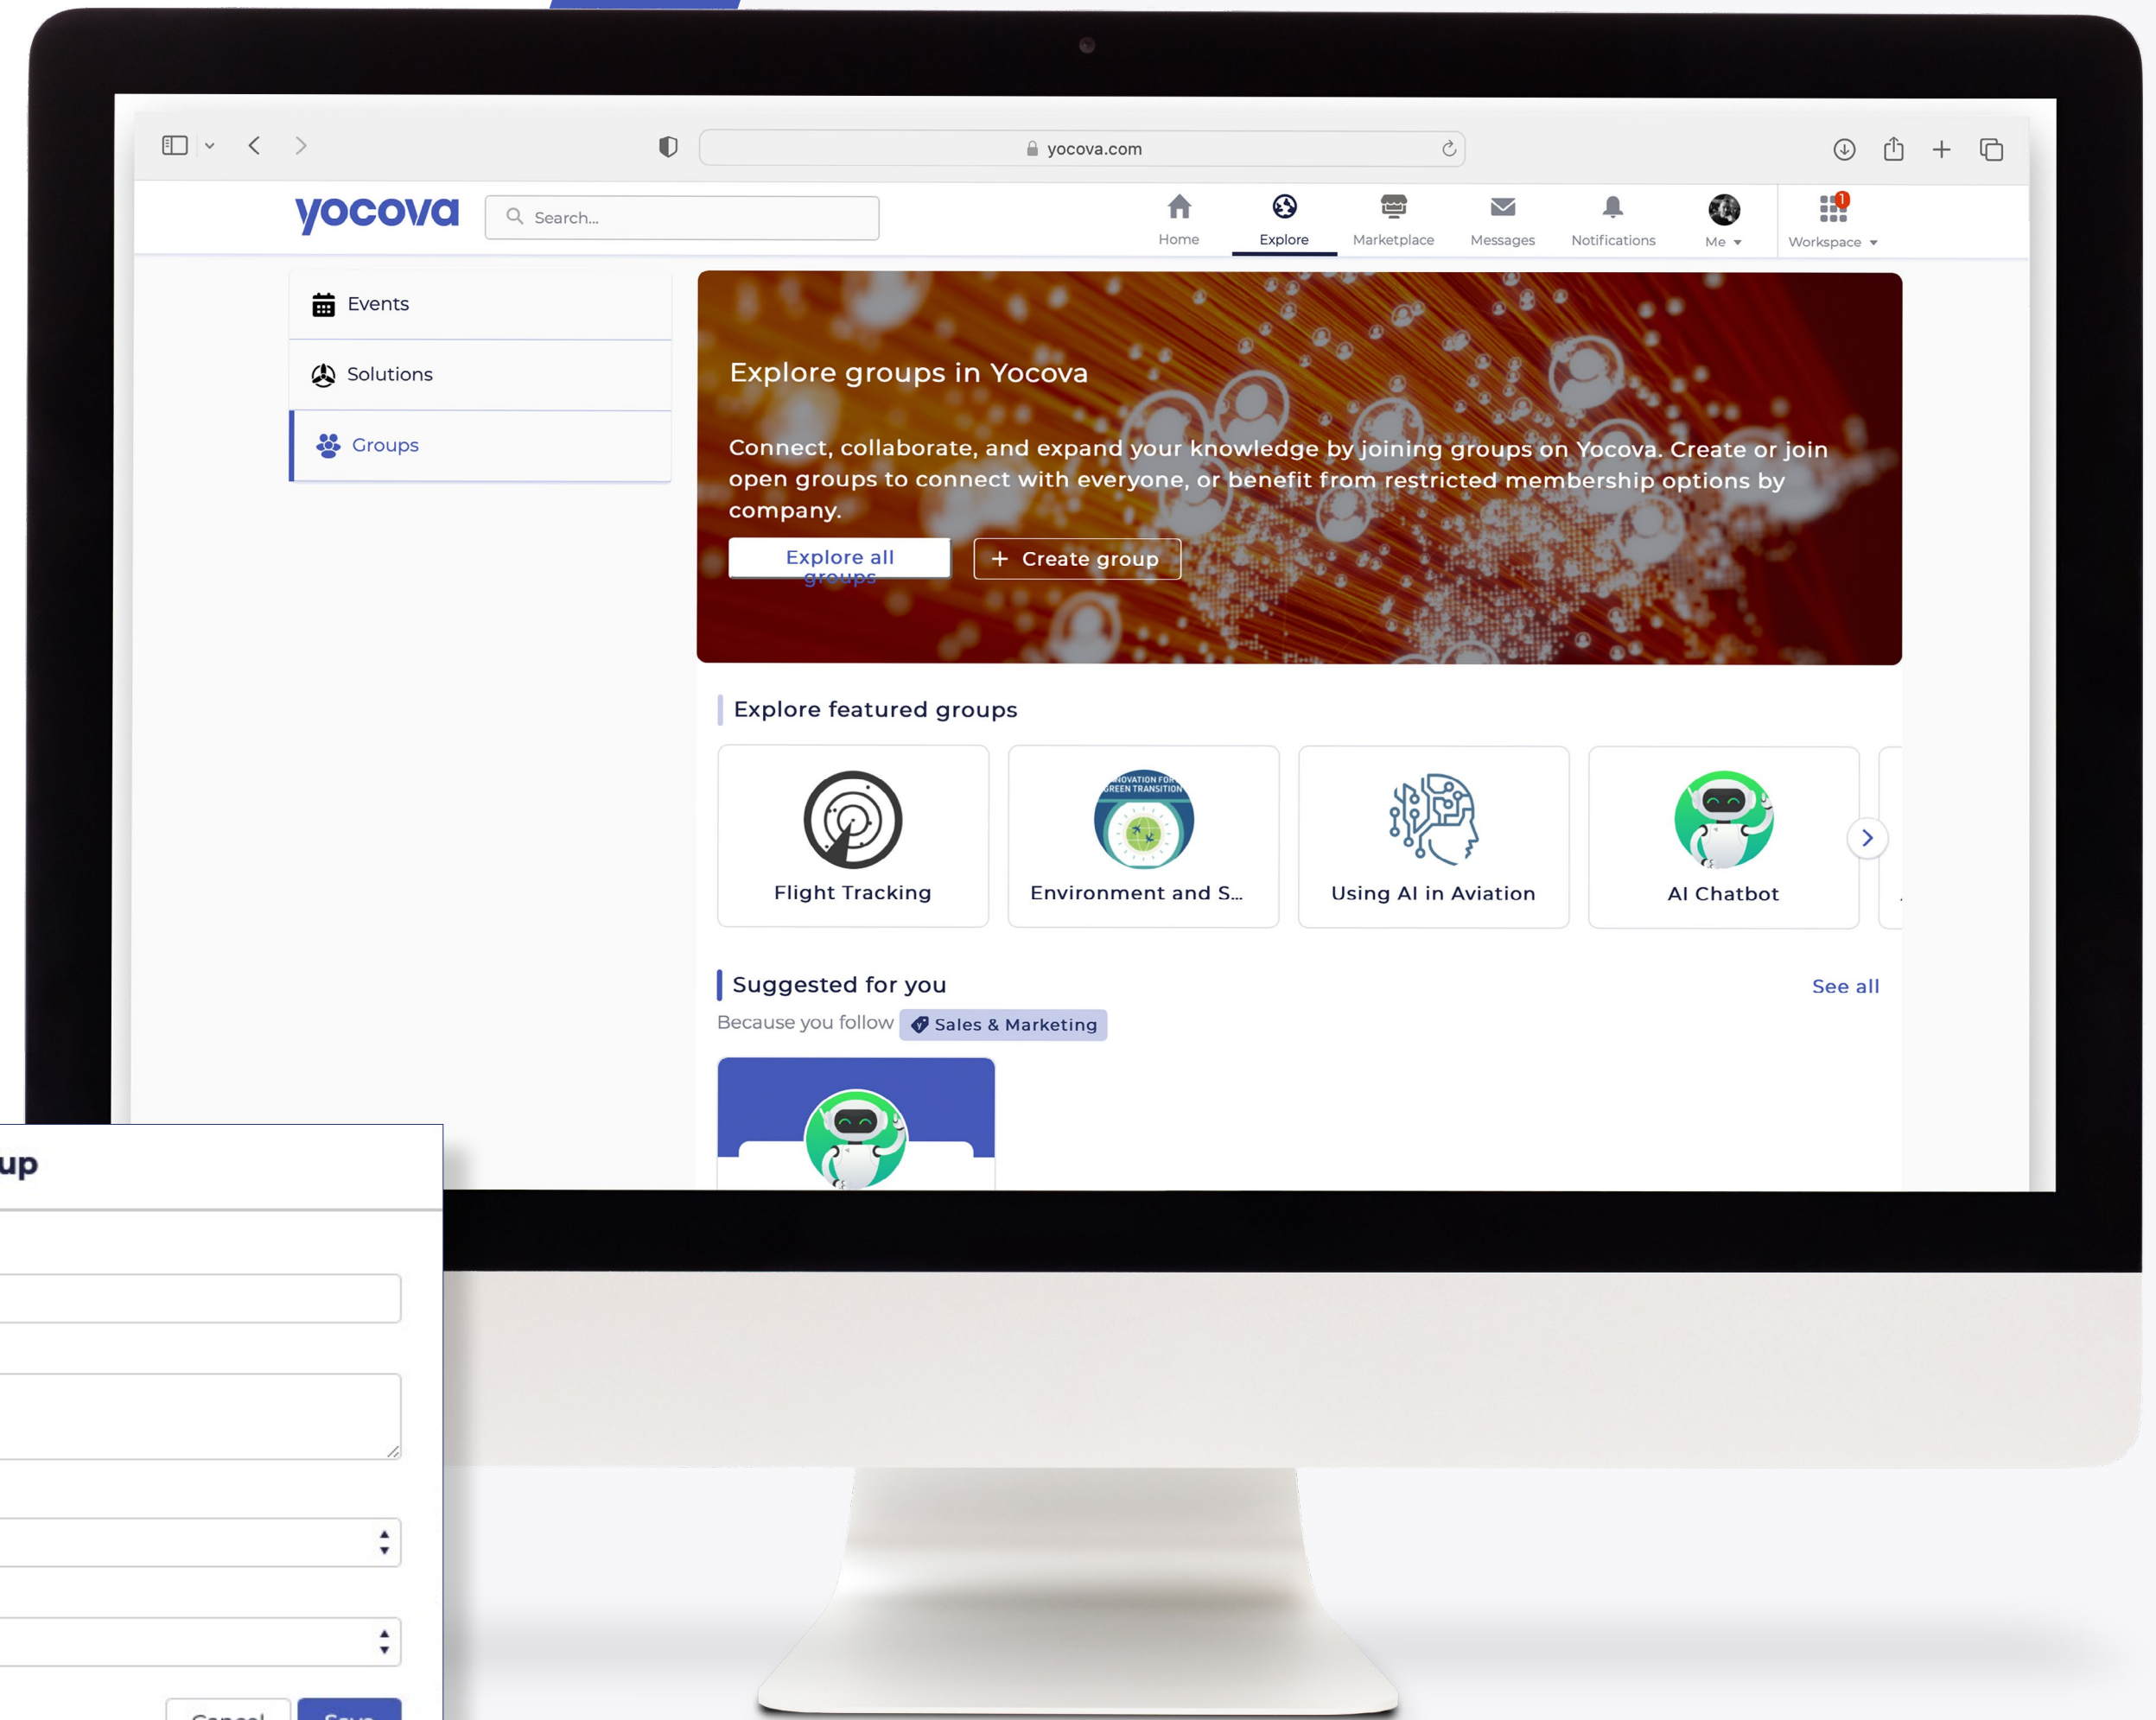 yocova.com
yocova
Search...
Home
Explore
Marketplace
Messages
Notifications
Me
1
Workspace
Events
Solutions
Groups
Explore groups in Yocova
Connect, collaborate, and expand your knowledge by joining groups on Yocova. Create or join
open groups to connect with everyone, or benefit from restricted membership options by
company.
Explore all
groups
+ Create group
Explore featured groups
GREEN TRANSITION
Flight Tracking
Environment and S...
Using AI in Aviation
AI Chatbot
Suggested for you
See all
Because you follow
Sales & Marketing
up
Cancel
Save